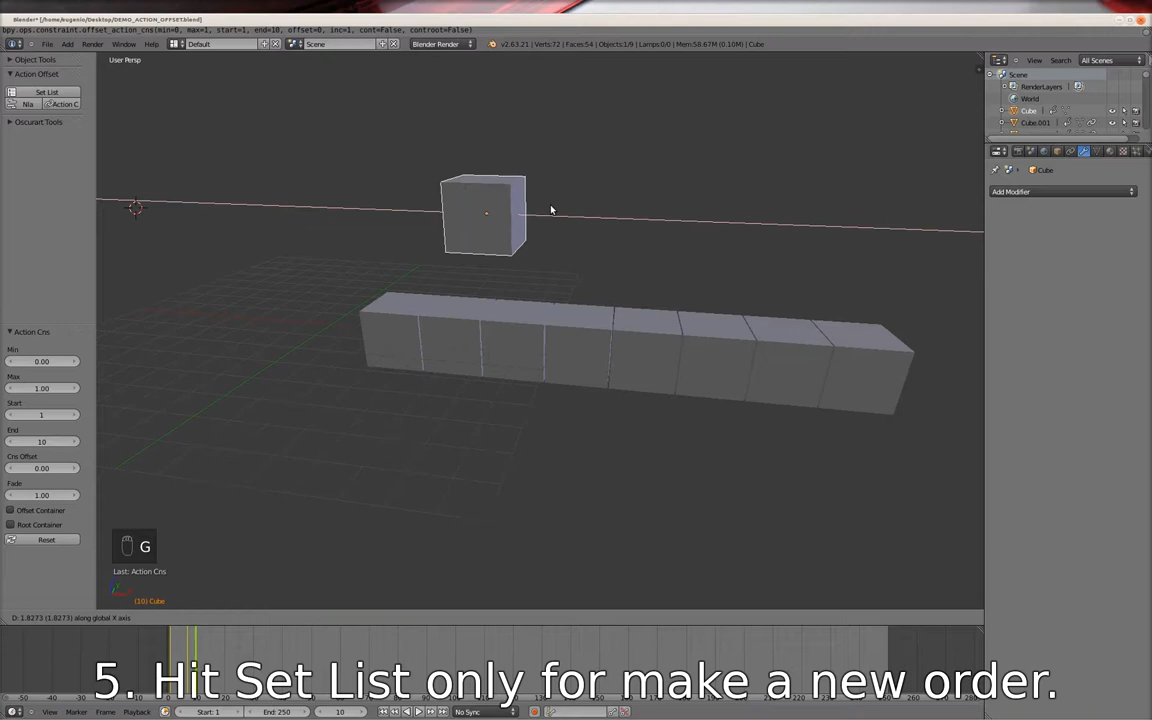 Blender* [/home/eugenio/Desktop/DEMO_ACTION_OFFSET.blend]
bpy.ops.constraint.offset_action_cns(min=0, max=1, start=1, end=10, offset=0, inc=1, cont=False, controot=False)
File Add Render Window Help Default Scene Blender Render v2.63.21 | Verts:72 | Faces:54 | Objects:1/9 | Lamps:0/0 | Mem:58.67M (0.10M) | Cube
Object Tools
User Persp
View Search All Scenes
Action Offset
Scene
Set List
RenderLayers
Nla Action C
World
Cube
Oscurart Tools
Cube.001
Cube
Add Modifier
Action Cns
Min
0.00
Max
1.00
Start
1
End
10
Cns Offset
0.00
Fade
1.00
Offset Container
Root Container
Reset
G
Last: Action Cns
(10) Cube
D: 1.8273 (1.8273) along global X axis
5. Hit Set List only for make a new order.
View Marker Frame Playback Start: 1 End: 250 10 No Sync